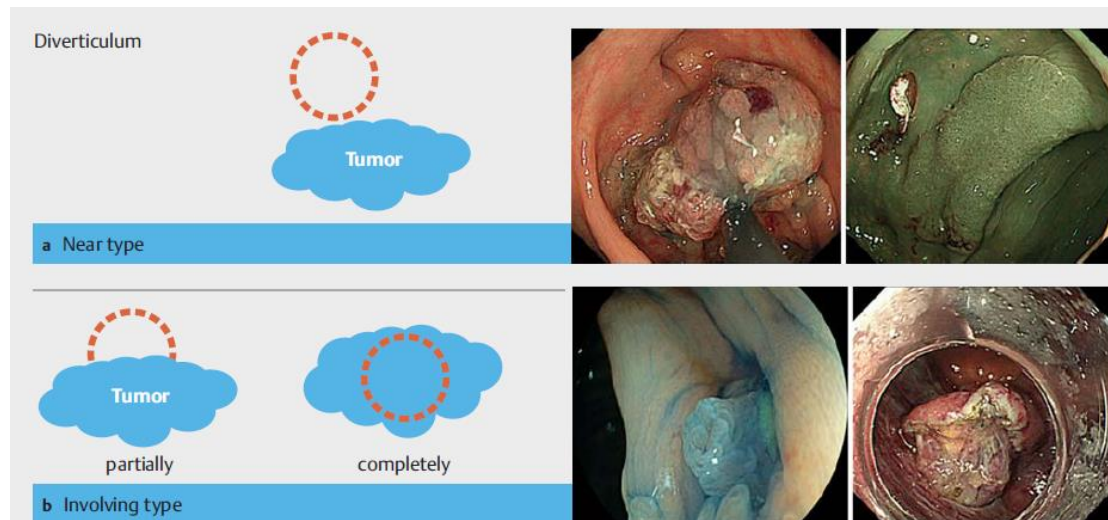 Diverticulum
Tumor
a Near type
Tumor
partially completely
b Involving type